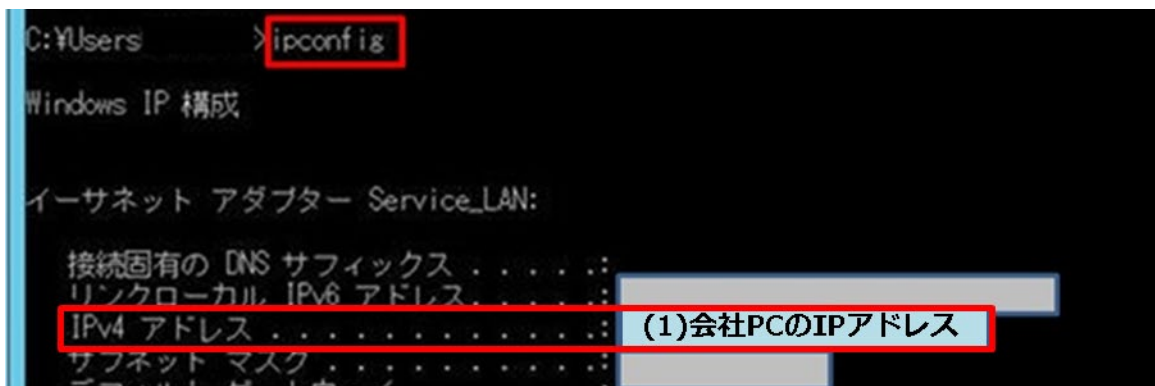 C:¥Users >ipconfig
Windows IP 構成
イーサネット アダプター Service_LAN:
接続固有の DNS サフィックス . . . . .:
リンクローカル IPv6 アドレス. . . . .:
IPv4 アドレス . . . . . . . . . . . .: (1)会社PCのIPアドレス
サブネット マスク . . . . . . . . . .: